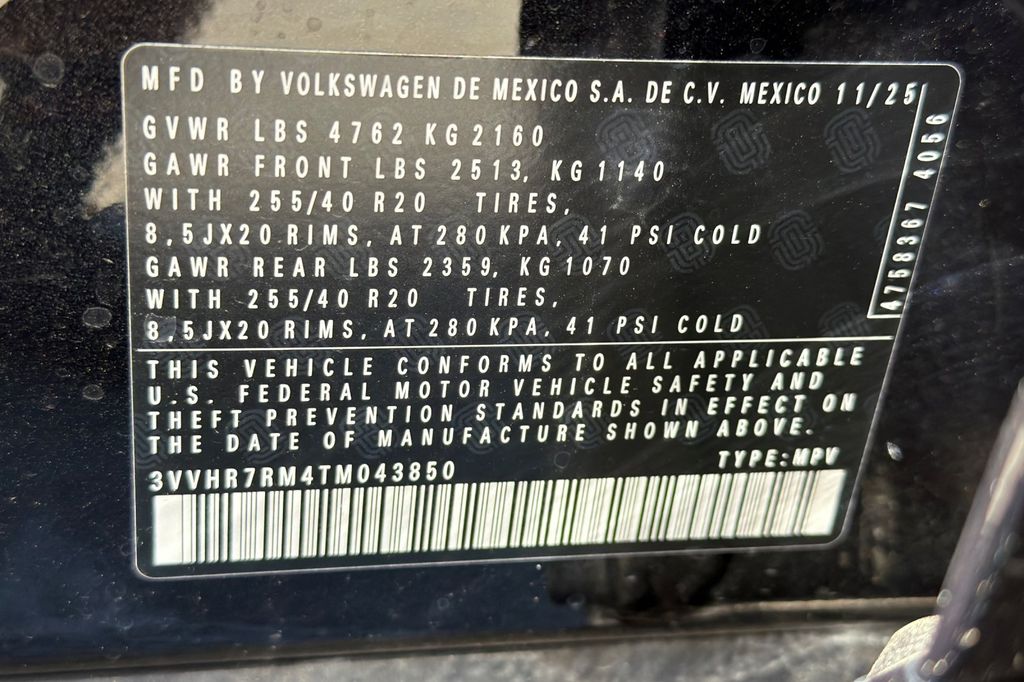 MFD BY VOLKSWAGEN DE MEXICO S.A. DE C.V. MEXICO 11/25
GVWR LBS 4762 KG 2160
GAWR FRONT LBS 2513, KG 1140
WITH 255/40 R20 TIRES,
8,5JX20 RIMS, AT 280 KPA, 41 PSI COLD
GAWR REAR LBS 2359, KG 1070
WITH 255/40 R20 TIRES,
8,5JX20 RIMS, AT 280 KPA, 41 PSI COLD
4758367 4056
THIS VEHICLE CONFORMS TO ALL APPLICABLE
U.S. FEDERAL MOTOR VEHICLE SAFETY AND
THEFT PREVENTION STANDARDS IN EFFECT ON
THE DATE OF MANUFACTURE SHOWN ABOVE.
3VVHR7RM4TM043850 TYPE:MPV